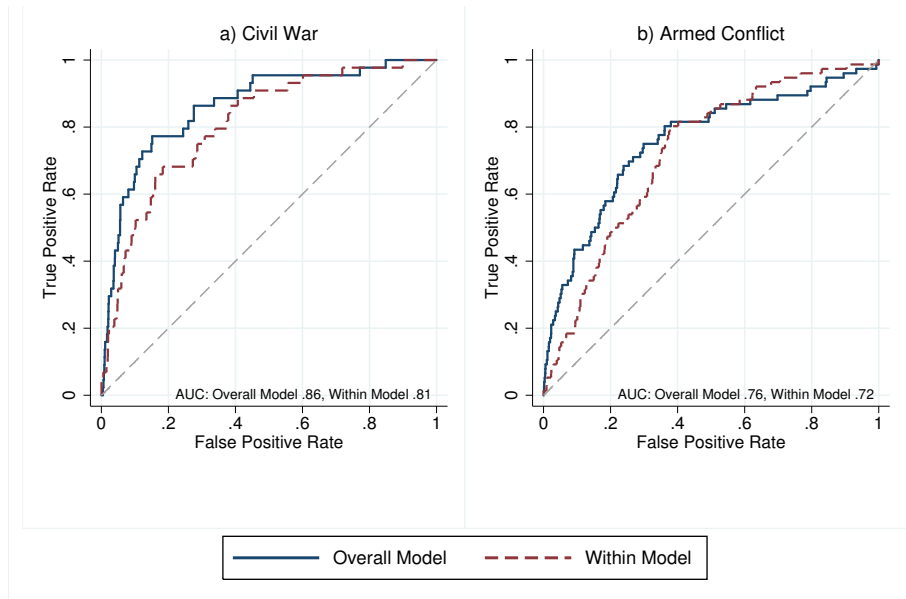 a) Civil War
True Positive Rate
1
.8
.6
.4
.2
0
AUC: Overall Model .86, Within Model .81
0 .2 .4 .6 .8 1
False Positive Rate
b) Armed Conflict
True Positive Rate
1
.8
.6
.4
.2
0
AUC: Overall Model .76, Within Model .72
0 .2 .4 .6 .8 1
False Positive Rate
Overall Model Within Model